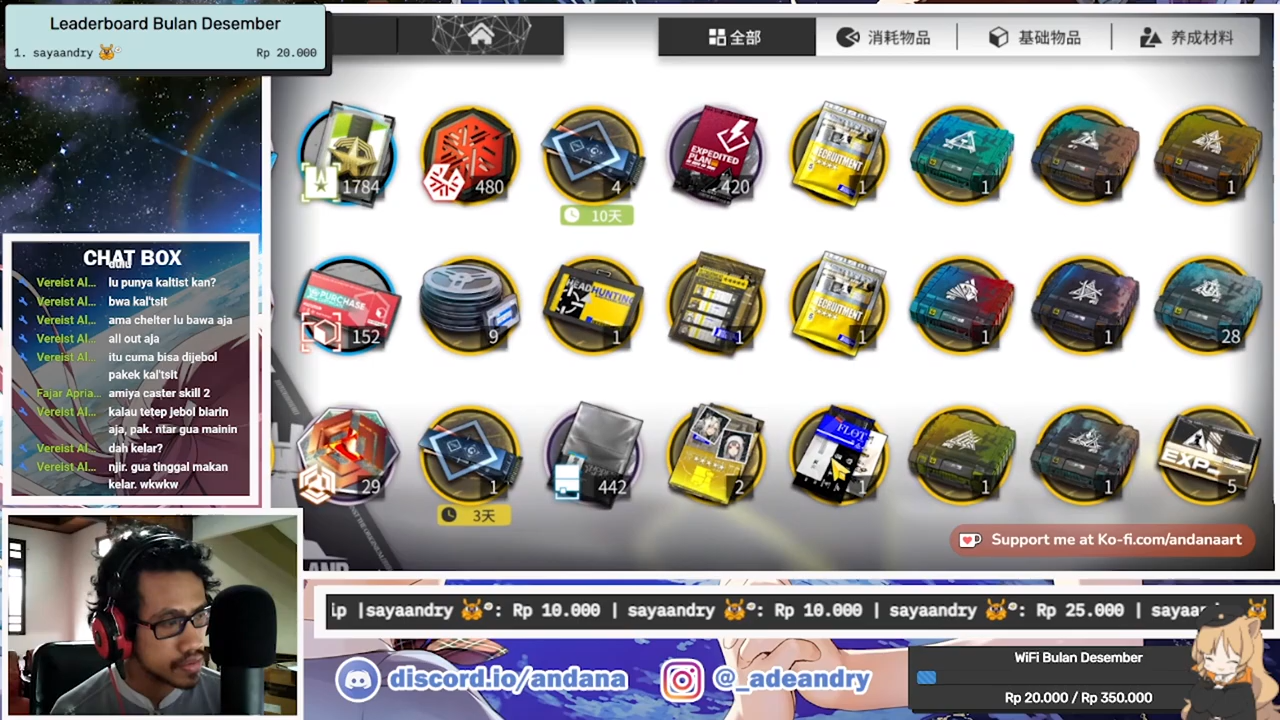 Leaderboard Bulan Desember
1. sayaandry
Rp 20.000
全部
消耗物品
基础物品
养成材料
1784
480
4
EXPEDITED
PLAN
420
RECRUITMENT
1
1
1
1
10天
PURCHASE
152
9
HEADHUNTING
1
1
RECRUITMENT
1
1
1
28
29
1
442
2
1
1
1
EXP
5
3天
CHAT BOX
dulu
Vereist Al... lu punya kaltist kan?
Vereist Al... bwa kal'tsit
Vereist Al... ama chelter lu bawa aja
Vereist Al... all out aja
Vereist Al... itu cuma bisa dijebol
pakek kal'tsit
Fajar Apria... amiya caster skill 2
Vereist Al... kalau tetep jebol biarin
aja, pak. ntar gua mainin
Vereist Al... dah kelar?
Vereist Al... njir. gua tinggal makan
kelar. wkwkw
Support me at Ko-fi.com/andanaart
ip |sayaandry : Rp 10.000 | sayaandry : Rp 10.000 | sayaandry : Rp 25.000 | sayaa
discord.io/andana
@_adeandry
WiFi Bulan Desember
Rp 20.000 / Rp 350.000